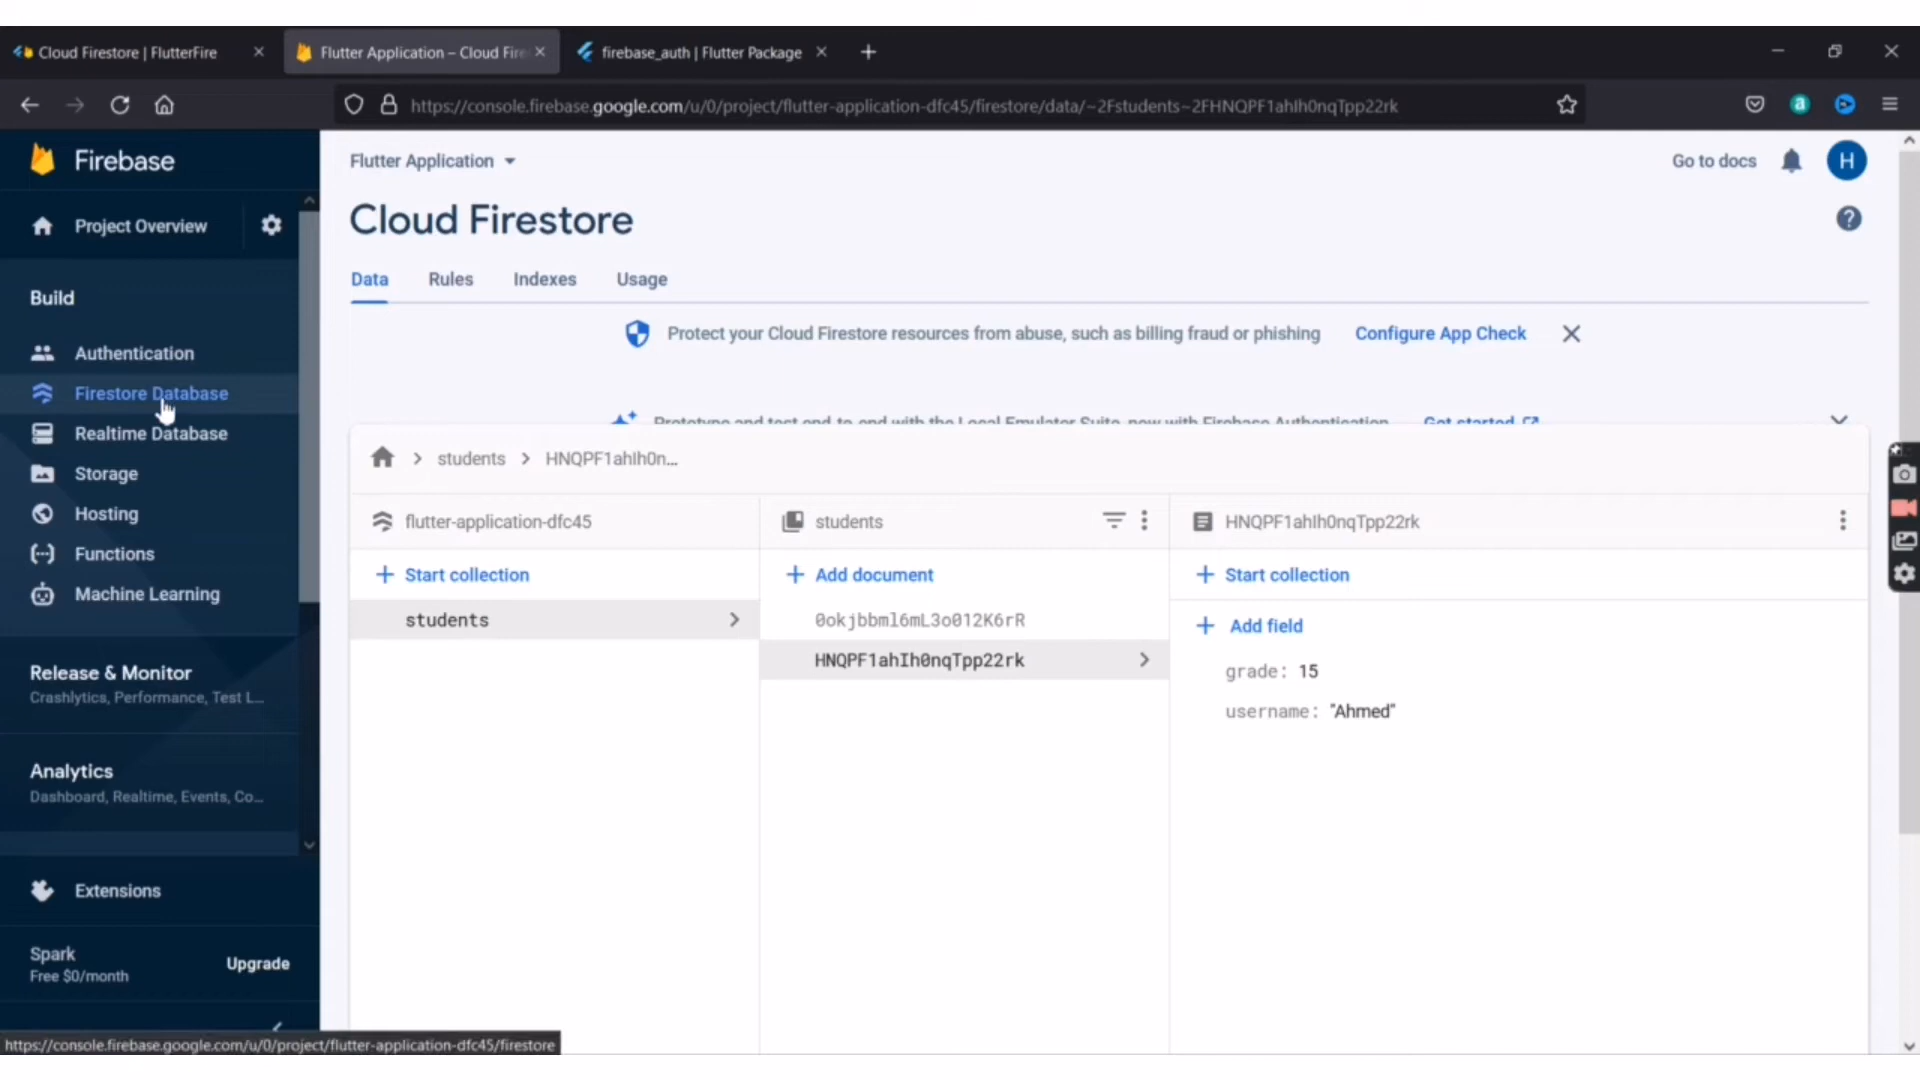 Cloud Firestore | FlutterFire
Flutter Application – Cloud Fire
firebase_auth | Flutter Package
https://console.firebase.google.com/u/0/project/flutter-application-dfc45/firestore/data/~2Fstudents~2FHNQPF1ahIh0nqTpp22rk
Firebase
Project Overview
Build
Authentication
Firestore Database
Realtime Database
Storage
Hosting
Functions
Machine Learning
Release & Monitor
Crashlytics, Performance, Test L...
Analytics
Dashboard, Realtime, Events, Co...
Extensions
Spark
Free $0/month
Upgrade
https://console.firebase.google.com/u/0/project/flutter-application-dfc45/firestore
Flutter Application
Go to docs
H
Cloud Firestore
Data Rules Indexes Usage
Protect your Cloud Firestore resources from abuse, such as billing fraud or phishing Configure App Check
Prototype and test end-to-end with the Local Emulator Suite, now with Firebase Authentication Get started
students > HNQPF1ahIh0n...
flutter-application-dfc45
+ Start collection
students
students
+ Add document
0okjbbml6mL3o012K6rR
HNQPF1ahIh0nqTpp22rk
HNQPF1ahIh0nqTpp22rk
+ Start collection
+ Add field
grade: 15
username: "Ahmed"